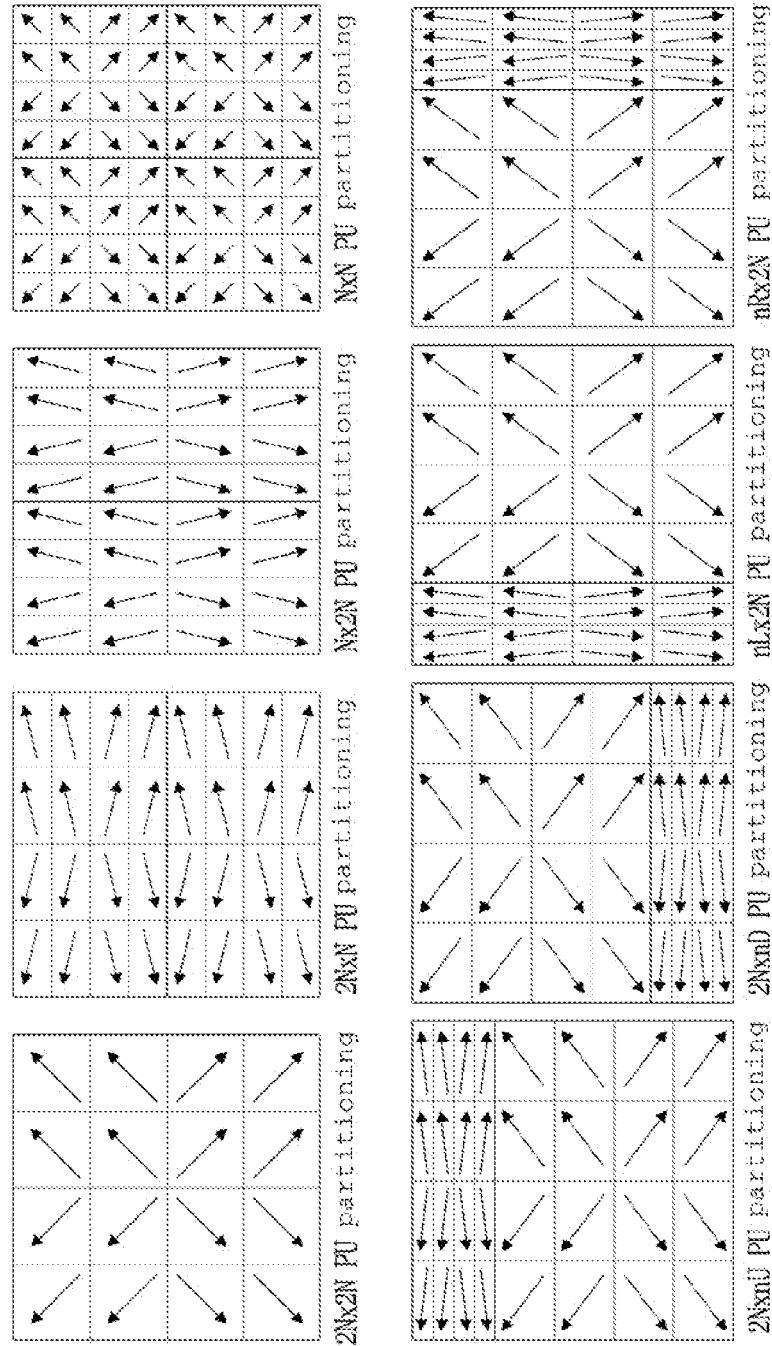 2Nx2N PU partitioning
2NxN PU partitioning
Nx2N PU partitioning
NxN PU partitioning
2NxnU PU partitioning
2NxnD PU partitioning
nLx2N PU partitioning
nRx2N PU partitioning